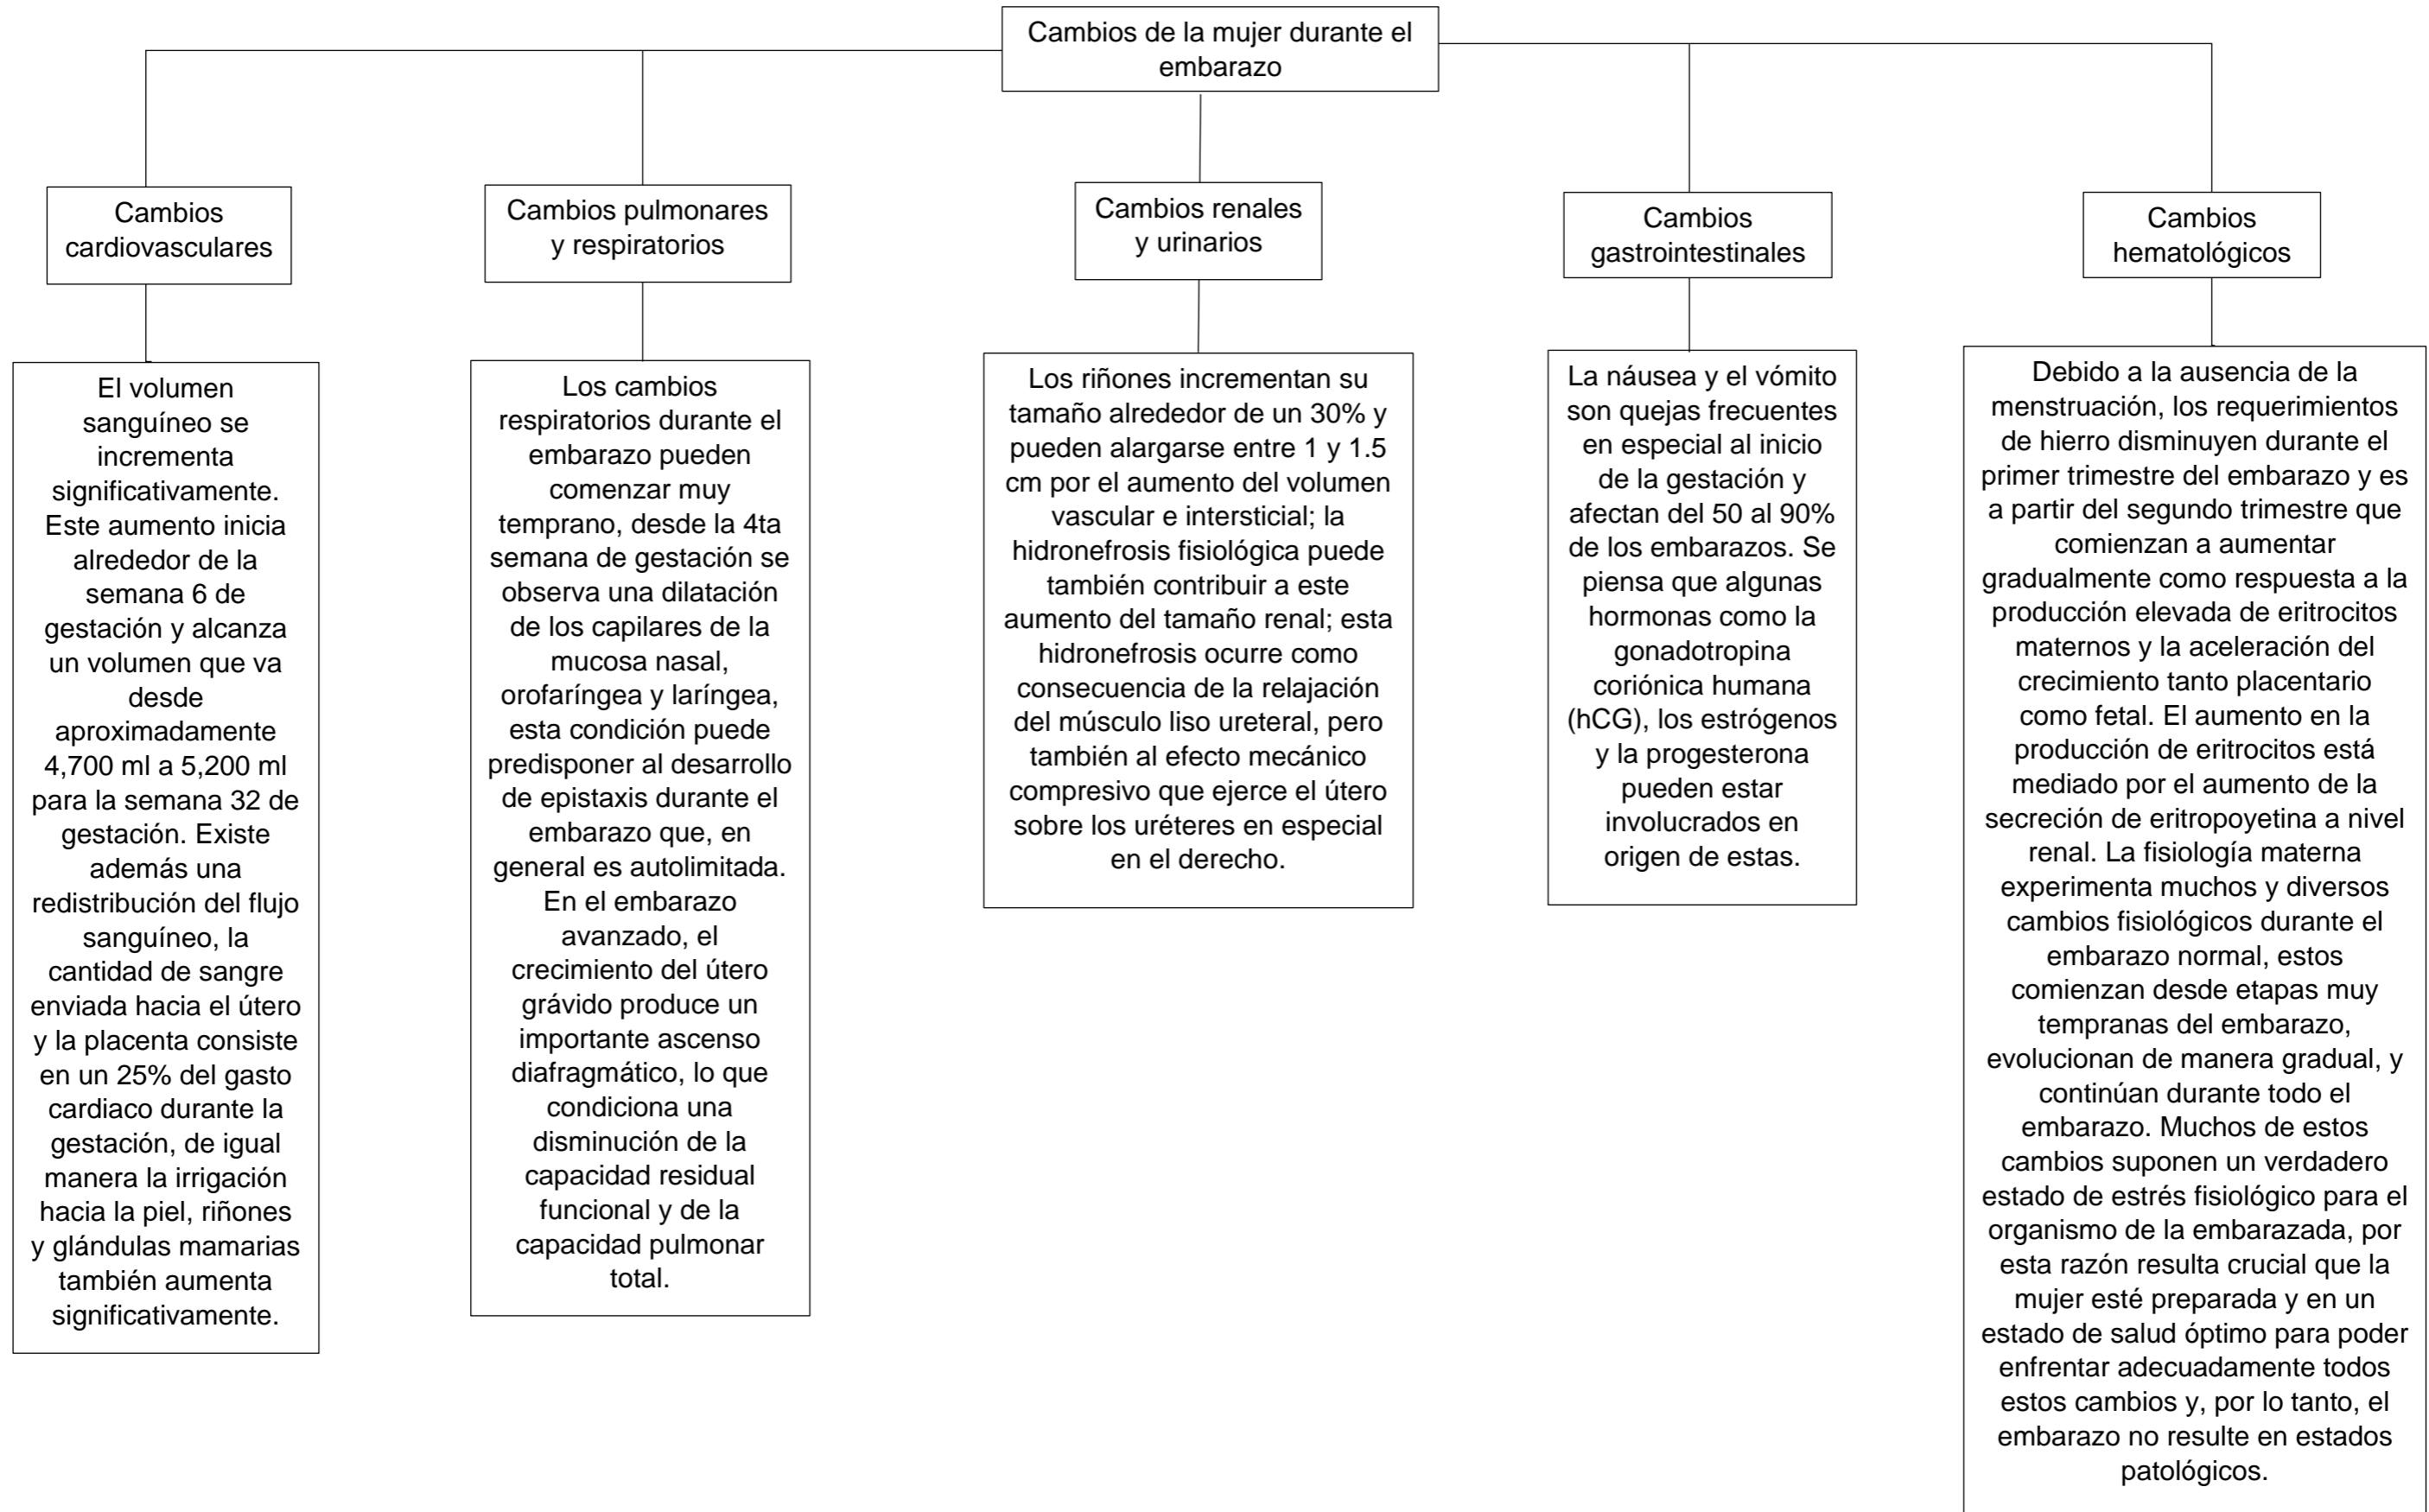 Cambios de la mujer durante el
embarazo
Cambios
cardiovasculares
Cambios pulmonares
y respiratorios
Cambios renales
y urinarios
Cambios
gastrointestinales
Cambios
hematológicos
El volumen
sanguíneo se
incrementa
significativamente.
Este aumento inicia
alrededor de la
semana 6 de
gestación y alcanza
un volumen que va
desde
aproximadamente
4,700 ml a 5,200 ml
para la semana 32 de
gestación. Existe
además una
redistribución del flujo
sanguíneo, la
cantidad de sangre
enviada hacia el útero
y la placenta consiste
en un 25% del gasto
cardiaco durante la
gestación, de igual
manera la irrigación
hacia la piel, riñones
y glándulas mamarias
también aumenta
significativamente.
Los cambios
respiratorios durante el
embarazo pueden
comenzar muy
temprano, desde la 4ta
semana de gestación se
observa una dilatación
de los capilares de la
mucosa nasal,
orofaríngea y laríngea,
esta condición puede
predisponer al desarrollo
de epistaxis durante el
embarazo que, en
general es autolimitada.
En el embarazo
avanzado, el
crecimiento del útero
grávido produce un
importante ascenso
diafragmático, lo que
condiciona una
disminución de la
capacidad residual
funcional y de la
capacidad pulmonar
total.
Los riñones incrementan su
tamaño alrededor de un 30% y
pueden alargarse entre 1 y 1.5
cm por el aumento del volumen
vascular e intersticial; la
hidronefrosis fisiológica puede
también contribuir a este
aumento del tamaño renal; esta
hidronefrosis ocurre como
consecuencia de la relajación
del músculo liso ureteral, pero
también al efecto mecánico
compresivo que ejerce el útero
sobre los uréteres en especial
en el derecho.
La náusea y el vómito
son quejas frecuentes
en especial al inicio
de la gestación y
afectan del 50 al 90%
de los embarazos. Se
piensa que algunas
hormonas como la
gonadotropina
coriónica humana
(hCG), los estrógenos
y la progesterona
pueden estar
involucrados en
origen de estas.
Debido a la ausencia de la
menstruación, los requerimientos
de hierro disminuyen durante el
primer trimestre del embarazo y es
a partir del segundo trimestre que
comienzan a aumentar
gradualmente como respuesta a la
producción elevada de eritrocitos
maternos y la aceleración del
crecimiento tanto placentario
como fetal. El aumento en la
producción de eritrocitos está
mediado por el aumento de la
secreción de eritropoyetina a nivel
renal. La fisiología materna
experimenta muchos y diversos
cambios fisiológicos durante el
embarazo normal, estos
comienzan desde etapas muy
tempranas del embarazo,
evolucionan de manera gradual, y
continúan durante todo el
embarazo. Muchos de estos
cambios suponen un verdadero
estado de estrés fisiológico para el
organismo de la embarazada, por
esta razón resulta crucial que la
mujer esté preparada y en un
estado de salud óptimo para poder
enfrentar adecuadamente todos
estos cambios y, por lo tanto, el
embarazo no resulte en estados
patológicos.